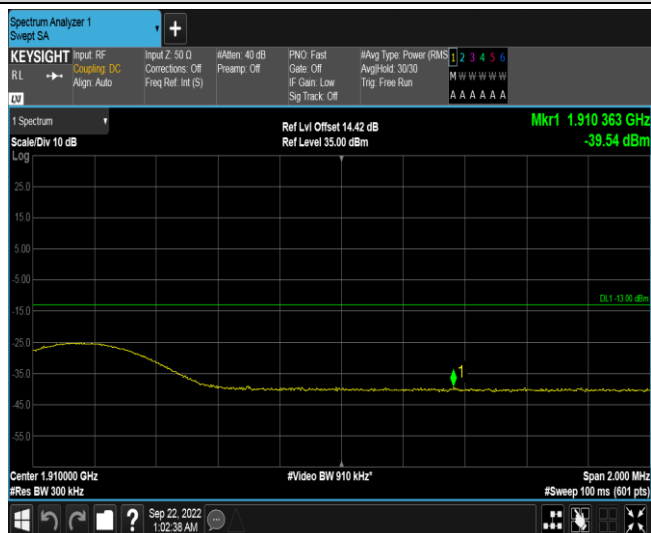 Spectrum Analyzer 1
Swept SA
+
KEYSIGHT
RL
LXI
Input: RF
Coupling: DC
Align: Auto
Input Z: 50 Ω
Corrections: Off
Freq Ref: Int (S)
#Atten: 40 dB
Preamp: Off
PNO: Fast
Gate: Off
IF Gain: Low
Sig Track: Off
#Avg Type: Power (RMS
Avg|Hold: 30/30
Trig: Free Run
1 2 3 4 5 6
M W W W W W
A A A A A A
1 Spectrum
Scale/Div 10 dB
Log
Ref Lvl Offset 14.42 dB
Ref Level 35.00 dBm
Mkr1 1.910 363 GHz
-39.54 dBm
25.0
15.0
5.00
-5.00
-15.0
-25.0
-35.0
-45.0
-55.0
DL1 -13.00 dBm
1
Center 1.910000 GHz
#Res BW 300 kHz
#Video BW 910 kHz*
Span 2.000 MHz
#Sweep 100 ms (601 pts)
?
Sep 22, 2022
1:02:38 AM